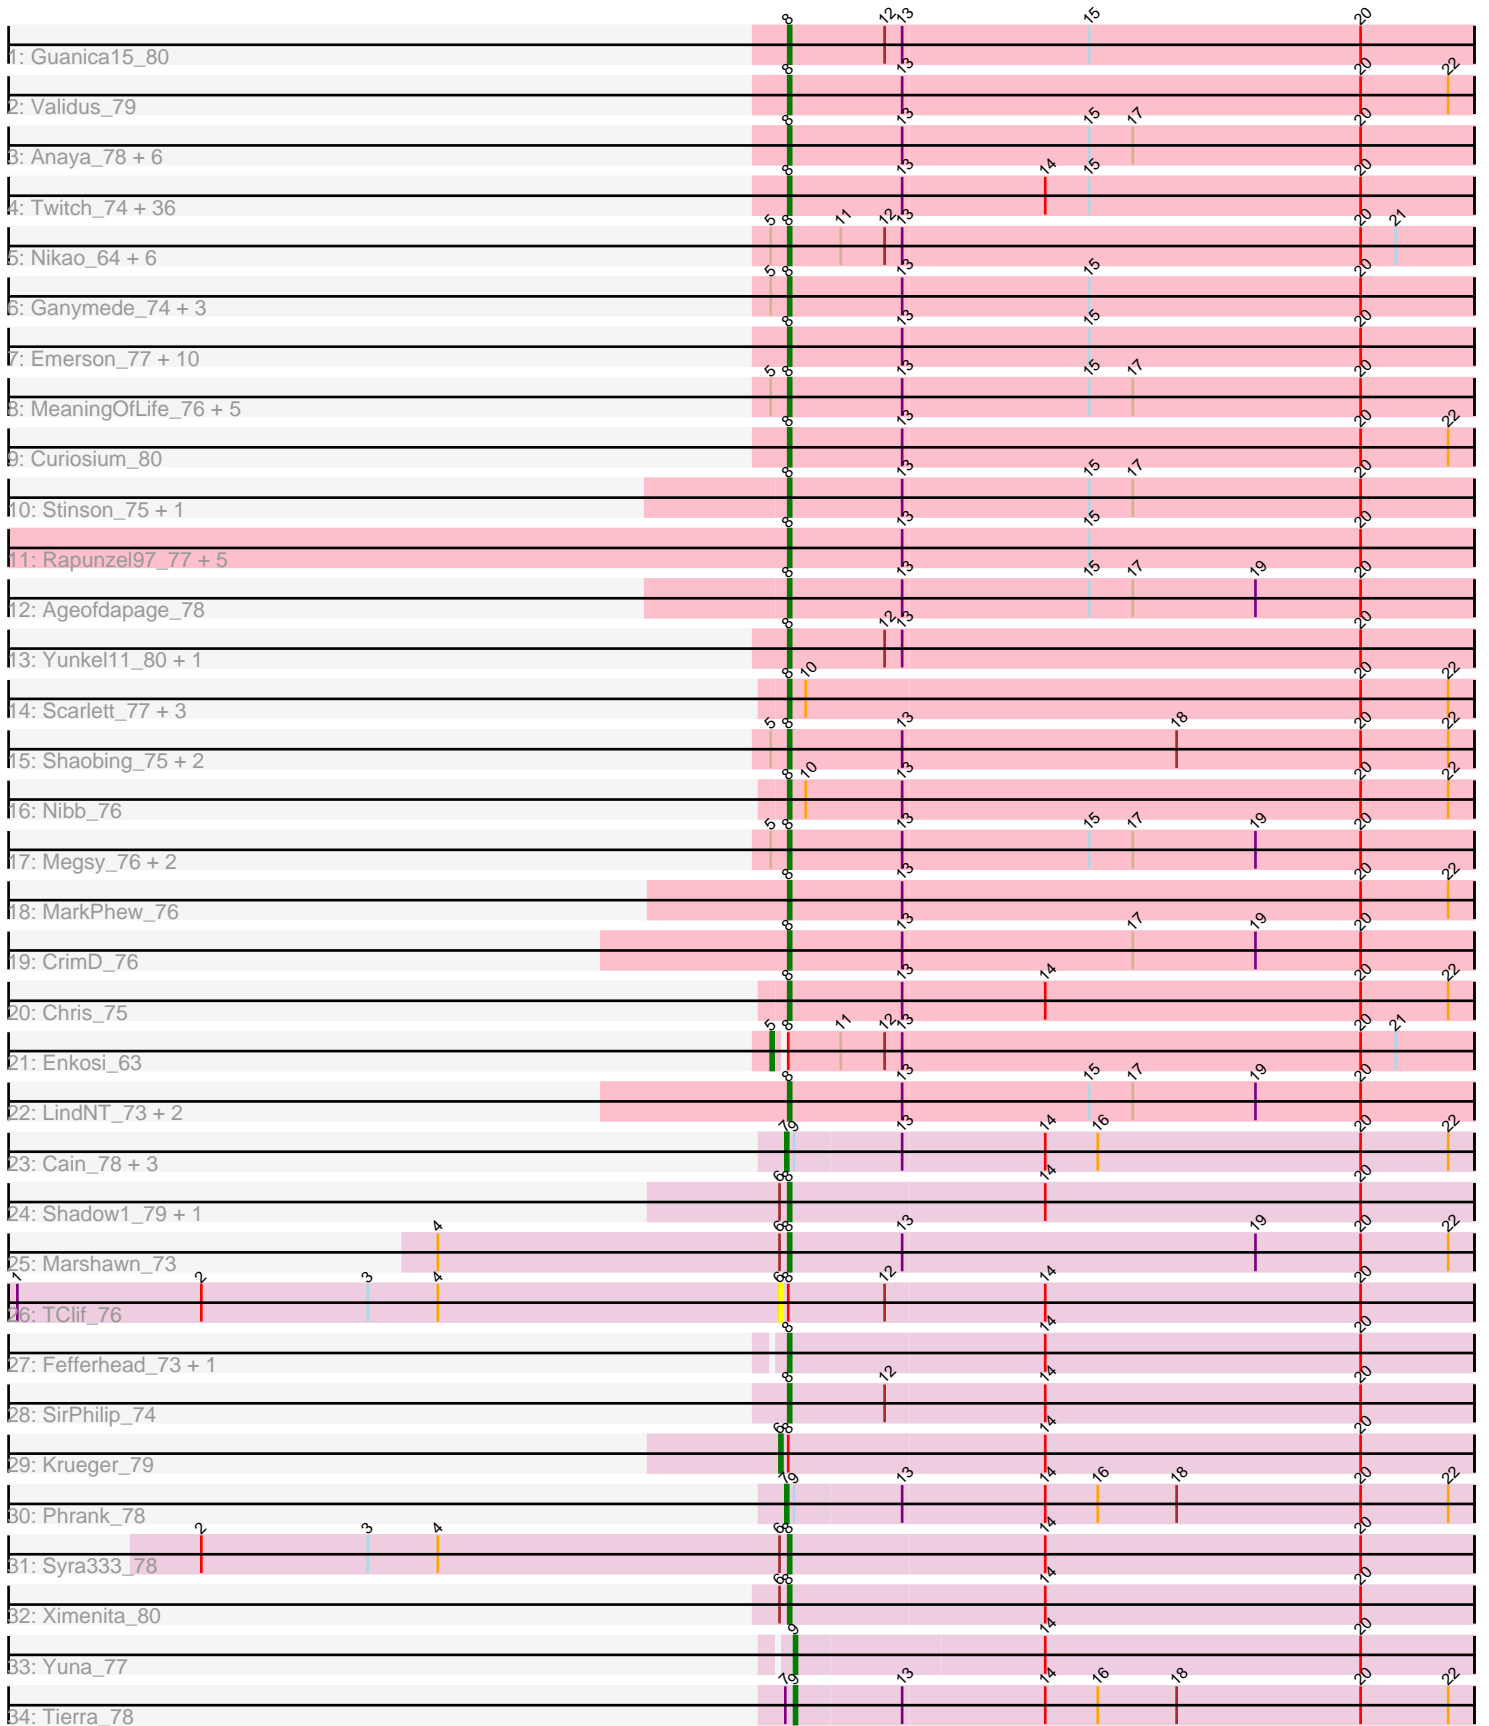 8 12 13 15 20
1: Guanica15_80
8 13 20 22
2: Validus_79
8 13 15 17 20
3: Anaya_78 + 6
8 13 14 15 20
4: Twitch_74 + 36
5 8 11 12 13 20 21
5: Nikao_64 + 6
5 8 13 15 20
6: Ganymede_74 + 3
8 13 15 20
7: Emerson_77 + 10
5 8 13 15 17 20
8: MeaningOfLife_76 + 5
8 13 20 22
9: Curiosium_80
8 13 15 17 20
10: Stinson_75 + 1
8 13 15 20
11: Rapunzel97_77 + 5
8 13 15 17 19 20
12: Ageofdapage_78
8 12 13 20
13: Yunkel11_80 + 1
8 10 20 22
14: Scarlett_77 + 3
5 8 13 18 20 22
15: Shaobing_75 + 2
8 10 13 20 22
16: Nibb_76
5 8 13 15 17 19 20
17: Megsy_76 + 2
8 13 20 22
18: MarkPhew_76
8 13 17 19 20
19: CrimD_76
8 13 14 20 22
20: Chris_75
5 8 11 12 13 20 21
21: Enkosi_63
8 13 15 17 19 20
22: LindNT_73 + 2
7 9 13 14 16 20 22
23: Cain_78 + 3
6 8 14 20
24: Shadow1_79 + 1
4 6 8 13 19 20 22
25: Marshawn_73
1 2 3 4 6 8 12 14 20
26: TClif_76
8 14 20
27: Fefferhead_73 + 1
8 12 14 20
28: SirPhilip_74
6 8 14 20
29: Krueger_79
7 9 13 14 16 18 20 22
30: Phrank_78
2 3 4 6 8 14 20
31: Syra333_78
6 8 14 20
32: Ximenita_80
9 14 20
33: Yuna_77
7 9 13 14 16 18 20 22
34: Tierra_78